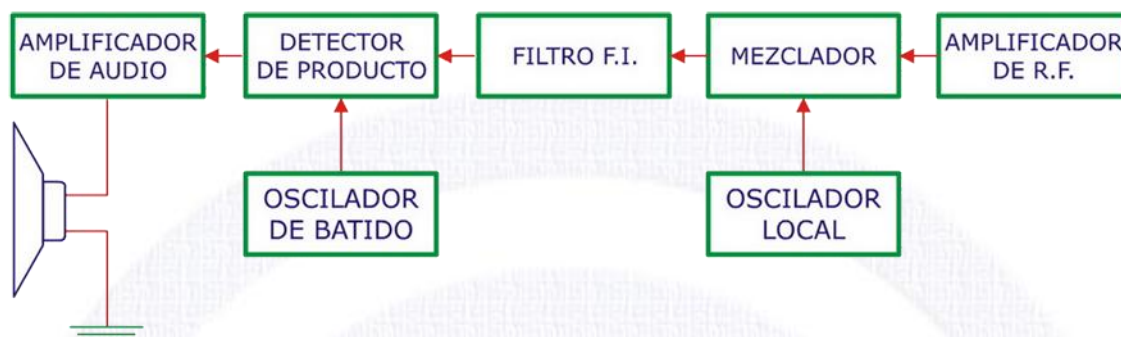 AMPLIFICADOR
DE AUDIO
DETECTOR
DE PRODUCTO
FILTRO F.I.
MEZCLADOR
AMPLIFICADOR
DE R.F.
OSCILADOR
DE BATIDO
OSCILADOR
LOCAL